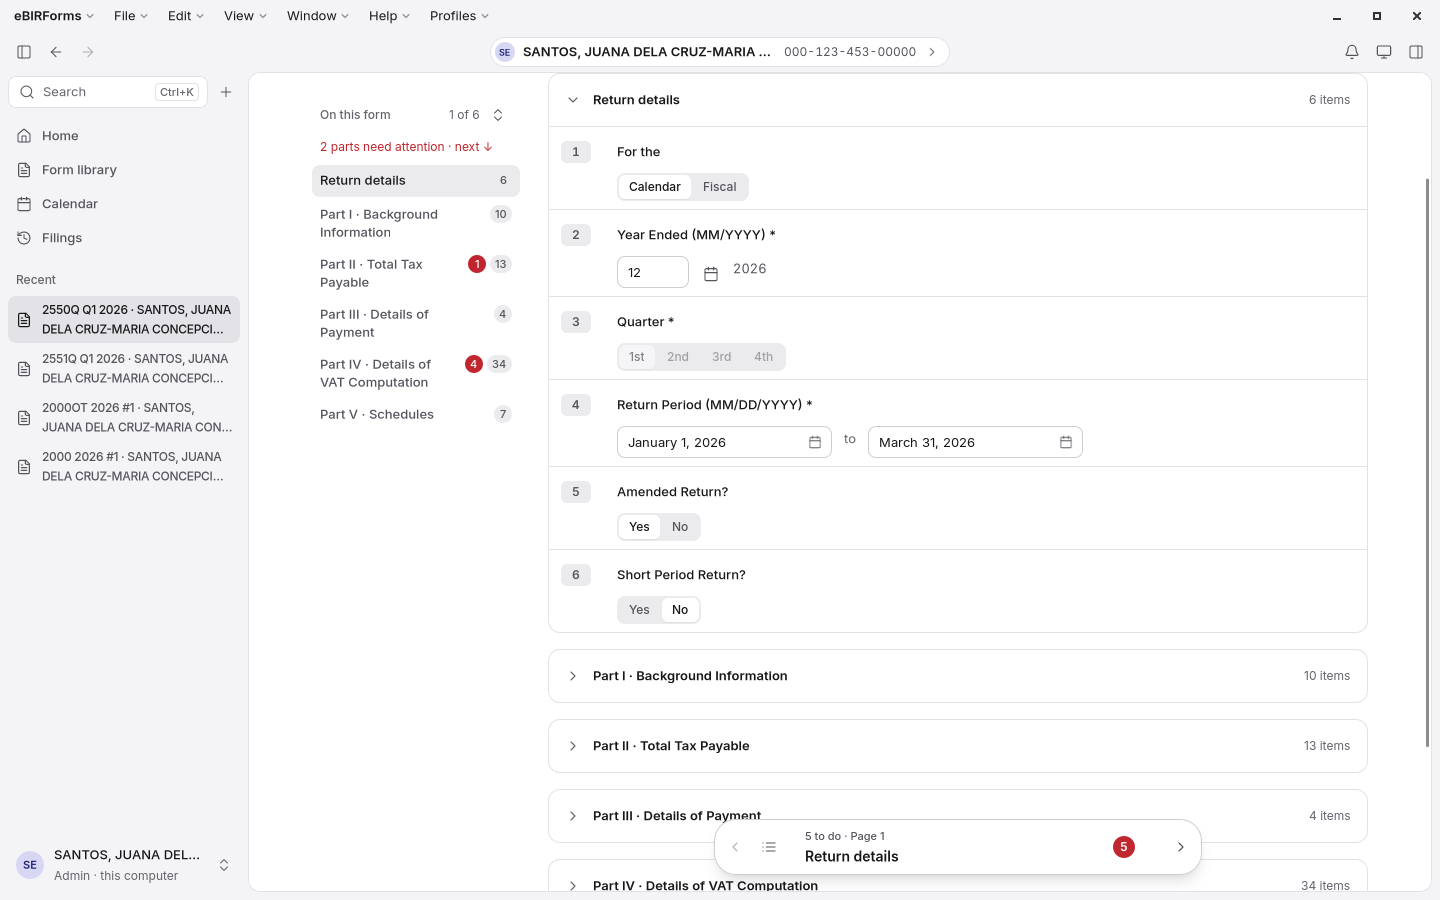 eBIRForms File Edit View Window Help Profiles
SE SANTOS, JUANA DELA CRUZ-MARIA ... 000-123-453-00000
Search Ctrl+K
Home
Form library
Calendar
Filings
Recent
2550Q Q1 2026 · SANTOS, JUANA
DELA CRUZ-MARIA CONCEPCI...
2551Q Q1 2026 · SANTOS, JUANA
DELA CRUZ-MARIA CONCEPCI...
2000OT 2026 #1 · SANTOS,
JUANA DELA CRUZ-MARIA CON...
2000 2026 #1 · SANTOS, JUANA
DELA CRUZ-MARIA CONCEPCI...
SE SANTOS, JUANA DEL...
Admin · this computer
On this form 1 of 6
2 parts need attention · next ↓
Return details 6
Part I · Background 10
Information
Part II · Total Tax 1 13
Payable
Part III · Details of 4
Payment
Part IV · Details of 4 34
VAT Computation
Part V · Schedules 7
Return details 6 items
1 For the
Calendar Fiscal
2 Year Ended (MM/YYYY) *
12 2026
3 Quarter *
1st 2nd 3rd 4th
4 Return Period (MM/DD/YYYY) *
January 1, 2026 to March 31, 2026
5 Amended Return?
Yes No
6 Short Period Return?
Yes No
Part I · Background Information 10 items
Part II · Total Tax Payable 13 items
Part III · Details of Payment 4 items
Part IV · Details of VAT Computation 34 items
5 to do · Page 1
Return details 5